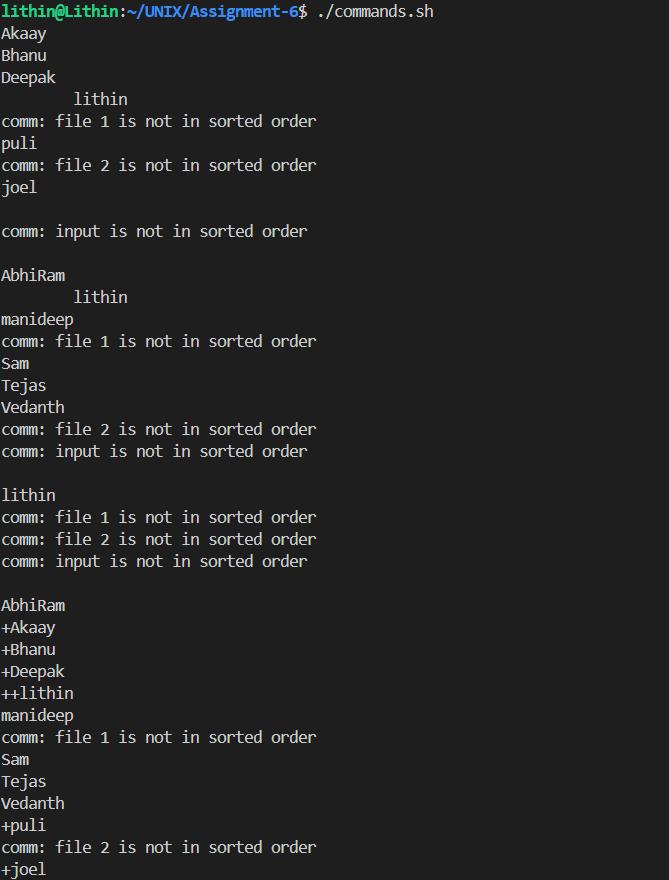 lithin@Lithin:~/UNIX/Assignment-6$ ./commands.sh
Akaay
Bhanu
Deepak
lithin
comm: file 1 is not in sorted order
puli
comm: file 2 is not in sorted order
joel
comm: input is not in sorted order
AbhiRam
lithin
manideep
comm: file 1 is not in sorted order
Sam
Tejas
Vedanth
comm: file 2 is not in sorted order
comm: input is not in sorted order
lithin
comm: file 1 is not in sorted order
comm: file 2 is not in sorted order
comm: input is not in sorted order
AbhiRam
+Akaay
+Bhanu
+Deepak
++lithin
manideep
comm: file 1 is not in sorted order
Sam
Tejas
Vedanth
+puli
comm: file 2 is not in sorted order
+joel